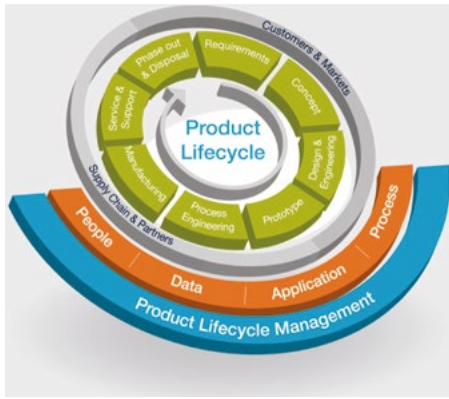 Customers & Markets
Requirements
Concept
Design &
Engineering
Prototype
Process
Engineering
Manufacturing
Service &
Support
Phase out
& Disposal
Product
Lifecycle
Supply Chain & Partners
People
Data
Application
Process
Product Lifecycle Management